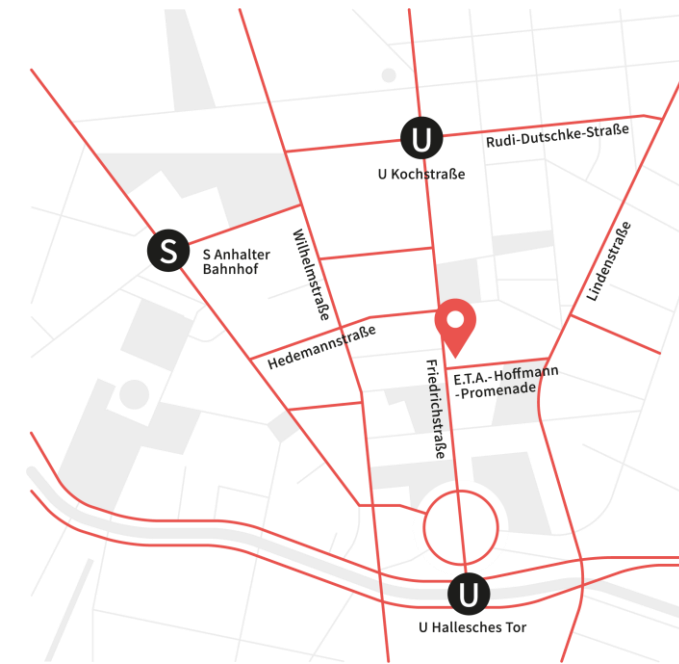 U
Rudi-Dutschke-Straße
U Kochstraße
S
S Anhalter
Bahnhof
Wilhelmstraße
Lindenstraße
Hedemannstraße
Friedrichstraße
E.T.A.-Hoffmann
-Promenade
U
U Hallesches Tor